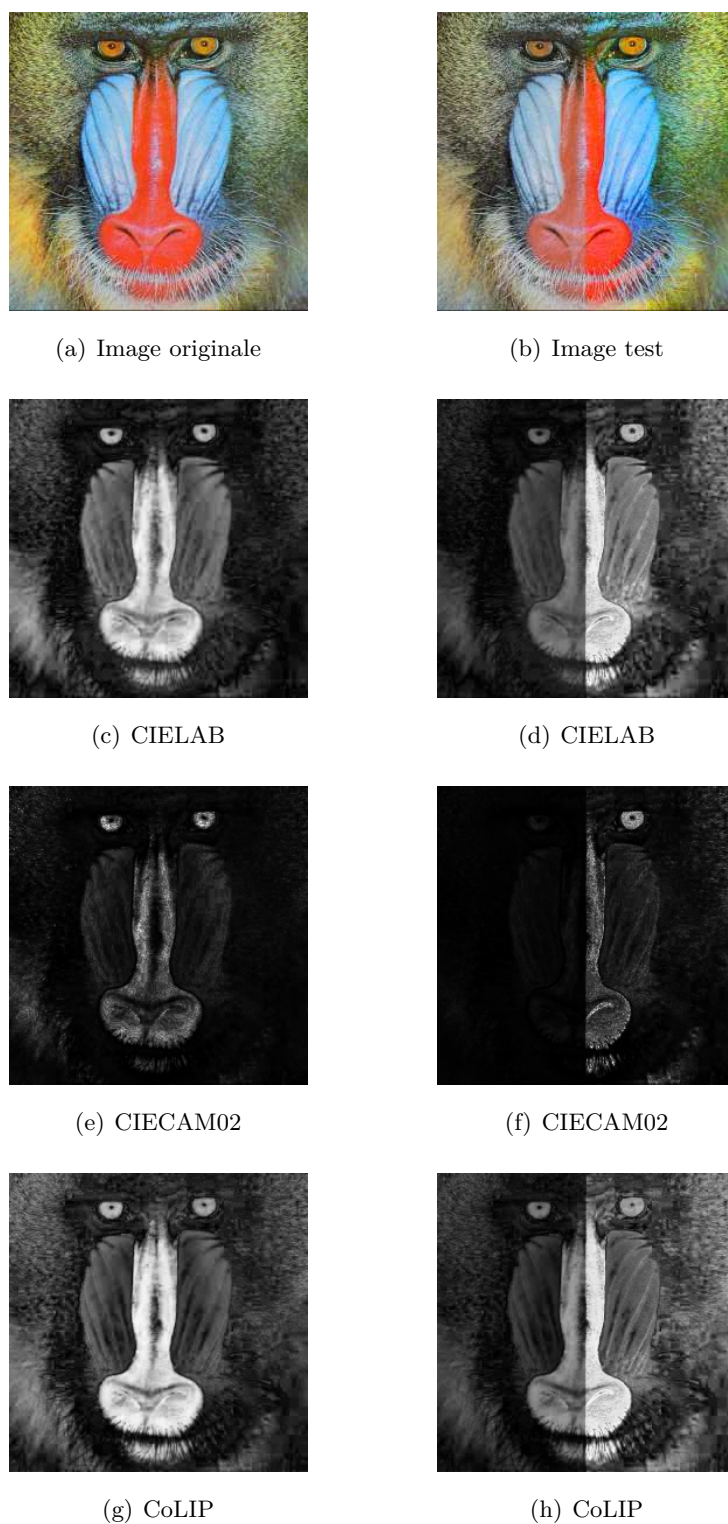 (a) Image originale
(b) Image test
(c) CIELAB
(d) CIELAB
(e) CIECAM02
(f) CIECAM02
(g) CoLIP
(h) CoLIP